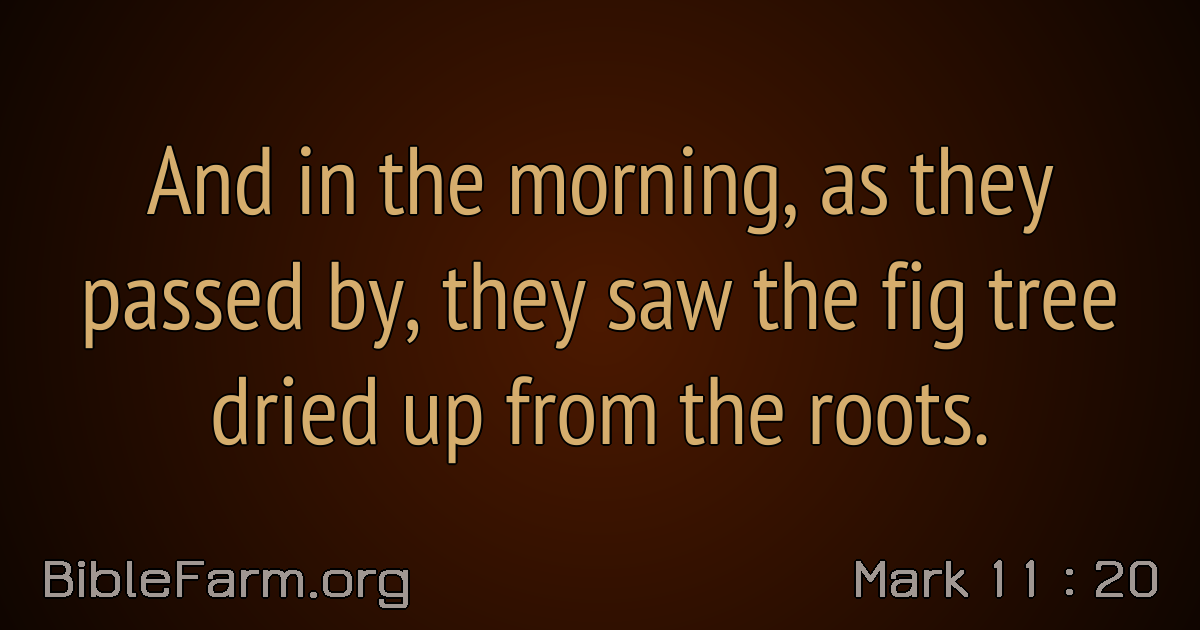 And in the morning, as they
passed by, they saw the fig tree
dried up from the roots.
BibleFarm.org
Mark 11 : 20